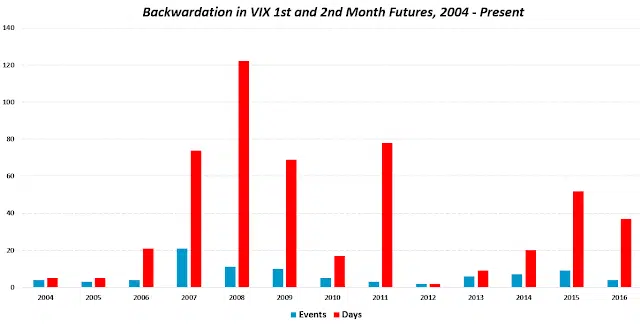 Backwardation in VIX 1st and 2nd Month Futures, 2004 - Present
140
120
100
80
60
40
20
0
2004 2005 2006 2007 2008 2009 2010 2011 2012 2013 2014 2015 2016
Events Days